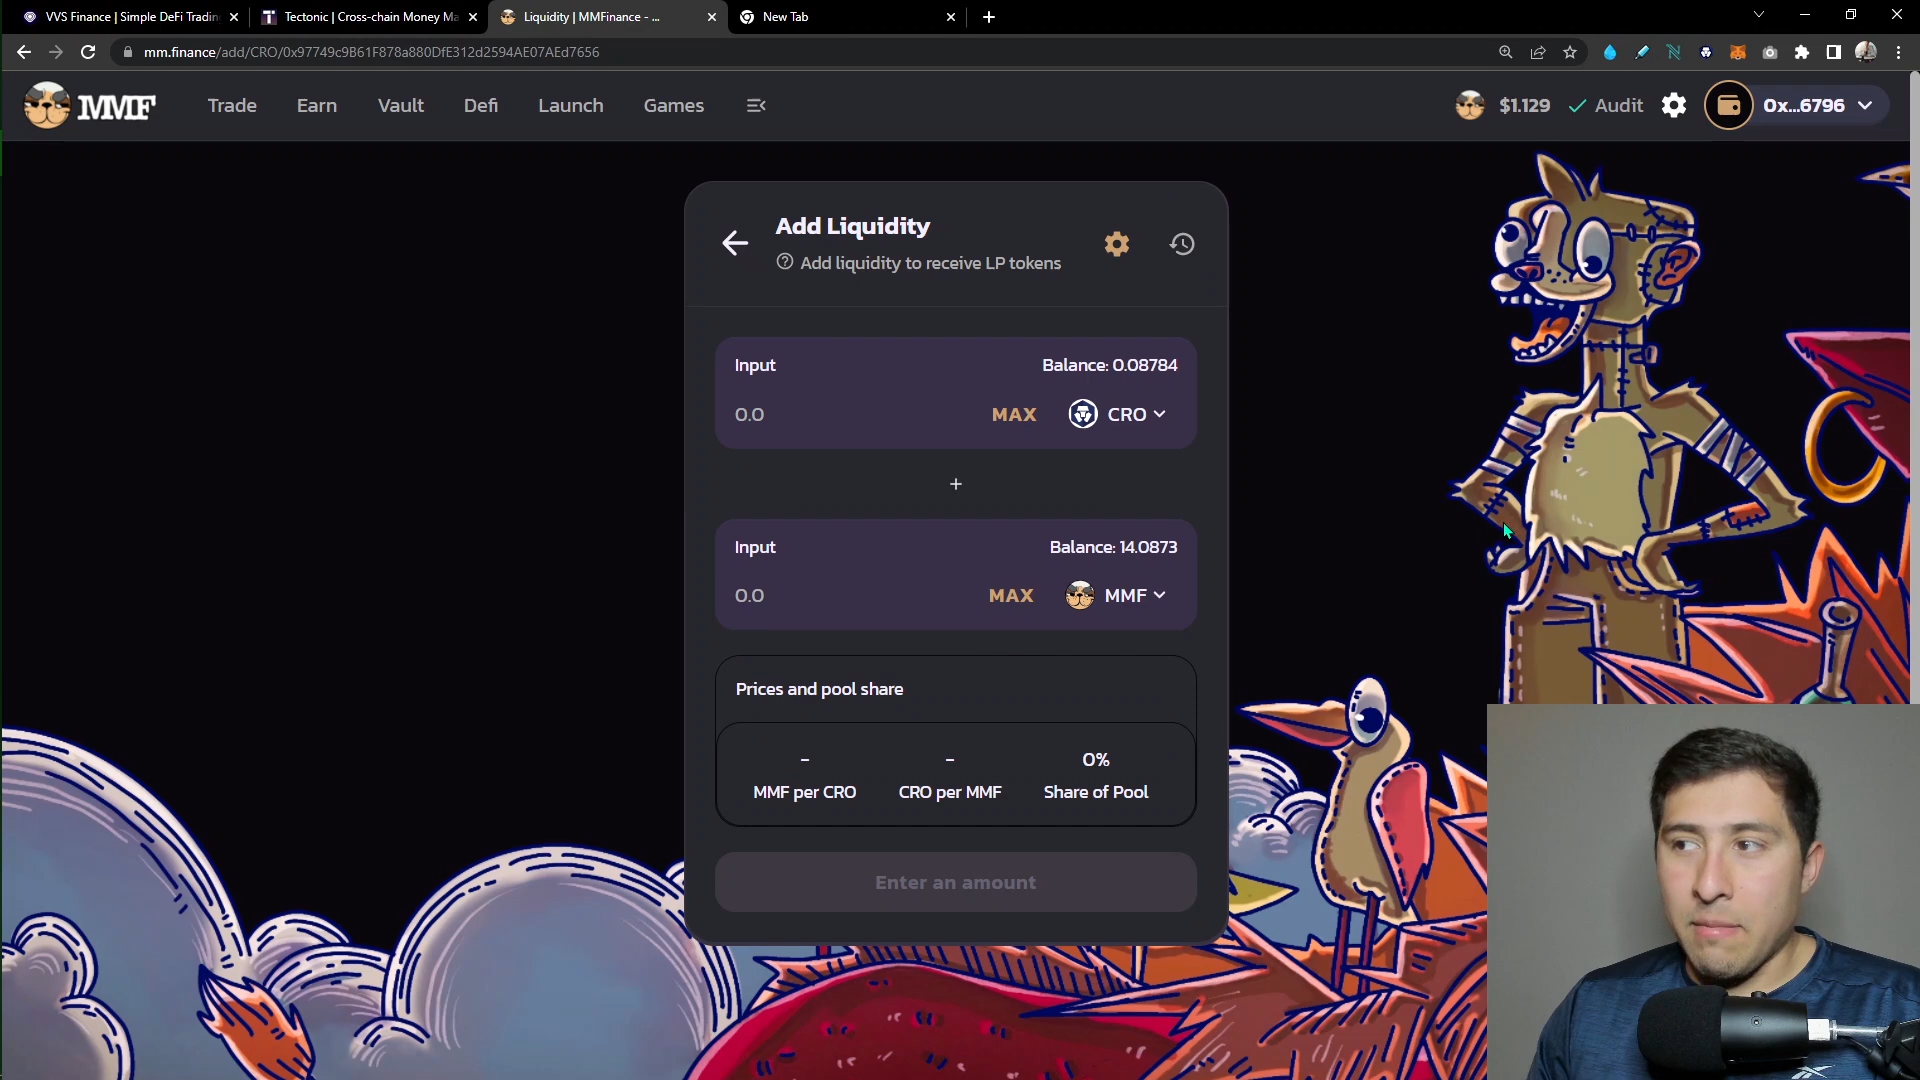 VVS Finance | Simple DeFi Tradin
Tectonic | Cross-chain Money Ma
Liquidity | MMFinance - ...
New Tab
mm.finance/add/CRO/0x97749c9B61F878a880DfE312d2594AE07AEd7656
MMF
Trade
Earn
Vault
Defi
Launch
Games
$1.129
Audit
0x...6796
Add Liquidity
Add liquidity to receive LP tokens
Input
Balance: 0.08784
0.0
MAX
CRO
+
Input
Balance: 14.0873
0.0
MAX
MMF
Prices and pool share
-
-
0%
MMF per CRO
CRO per MMF
Share of Pool
Enter an amount